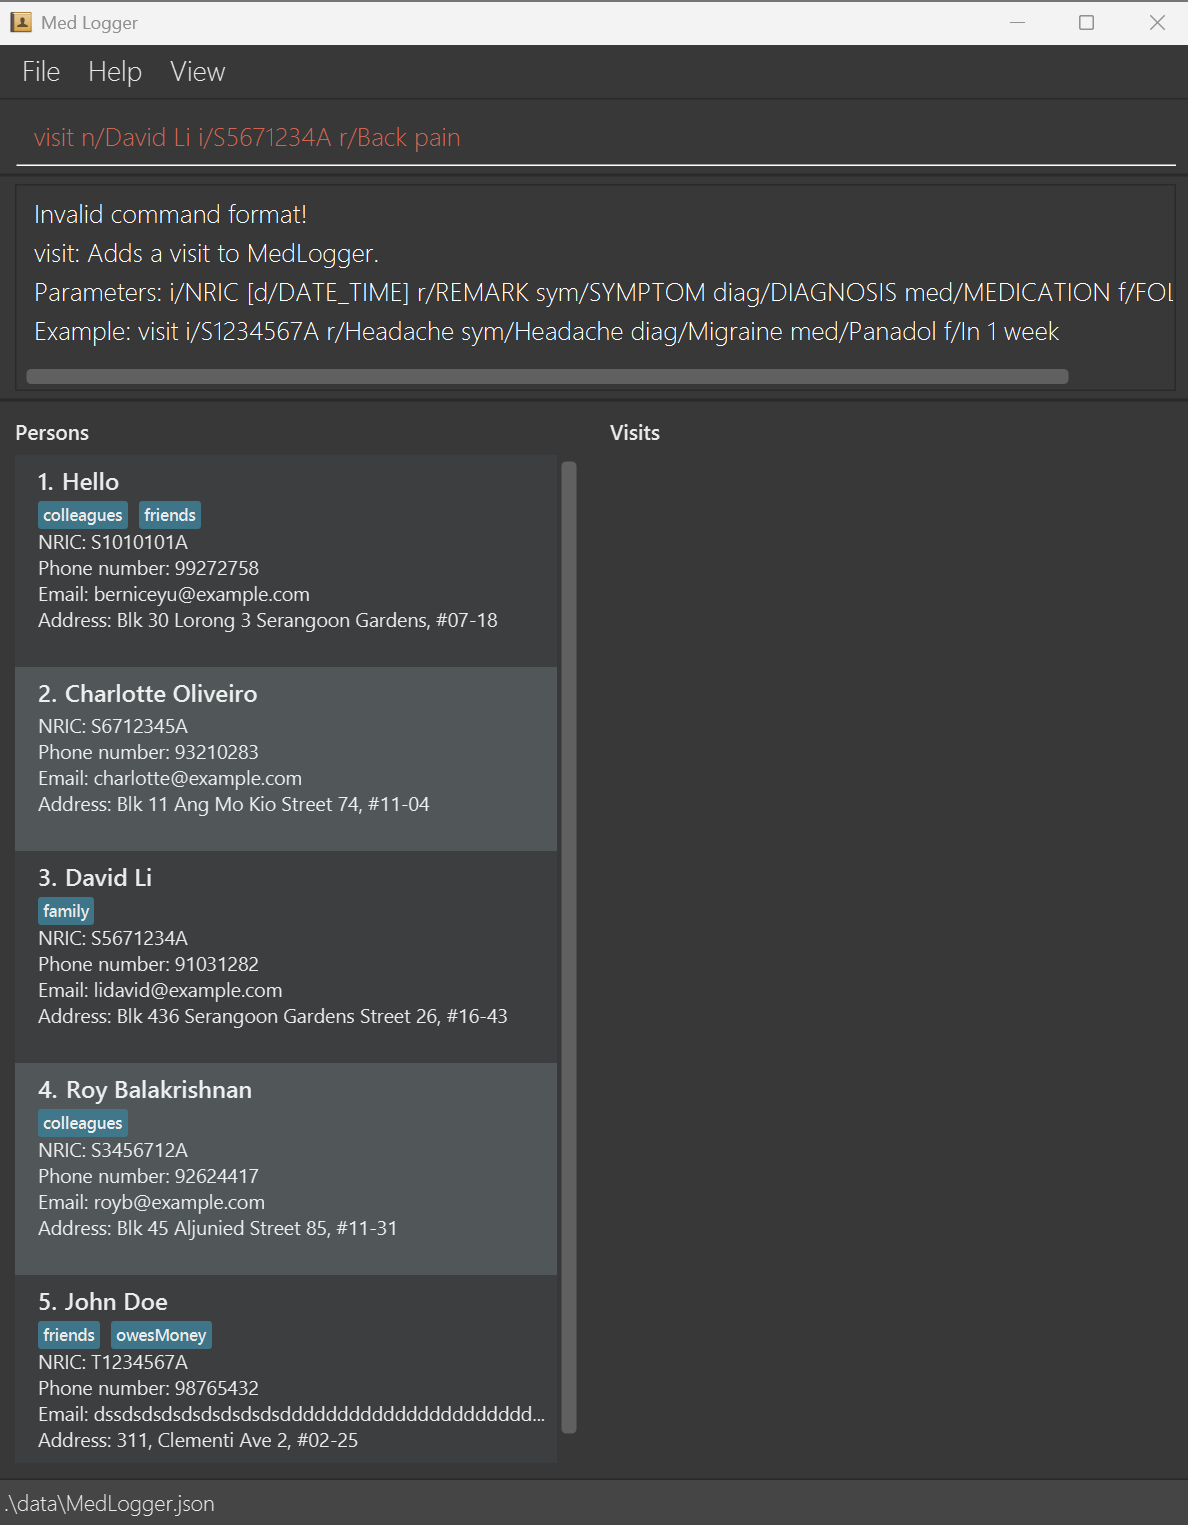 Med Logger
File Help View
visit n/David Li i/S5671234A r/Back pain
Invalid command format!
visit: Adds a visit to MedLogger.
Parameters: i/NRIC [d/DATE_TIME] r/REMARK sym/SYMPTOM diag/DIAGNOSIS med/MEDICATION f/FOL
Example: visit i/S1234567A r/Headache sym/Headache diag/Migraine med/Panadol f/In 1 week
Persons
1. Hello
colleagues friends
NRIC: S1010101A
Phone number: 99272758
Email: berniceyu@example.com
Address: Blk 30 Lorong 3 Serangoon Gardens, #07-18
2. Charlotte Oliveiro
NRIC: S6712345A
Phone number: 93210283
Email: charlotte@example.com
Address: Blk 11 Ang Mo Kio Street 74, #11-04
3. David Li
family
NRIC: S5671234A
Phone number: 91031282
Email: lidavid@example.com
Address: Blk 436 Serangoon Gardens Street 26, #16-43
4. Roy Balakrishnan
colleagues
NRIC: S3456712A
Phone number: 92624417
Email: royb@example.com
Address: Blk 45 Aljunied Street 85, #11-31
5. John Doe
friends owesMoney
NRIC: T1234567A
Phone number: 98765432
Email: dssdsdsdsdsdsdsdsdsddddddddddddddddddd...
Address: 311, Clementi Ave 2, #02-25
Visits
.\data\MedLogger.json